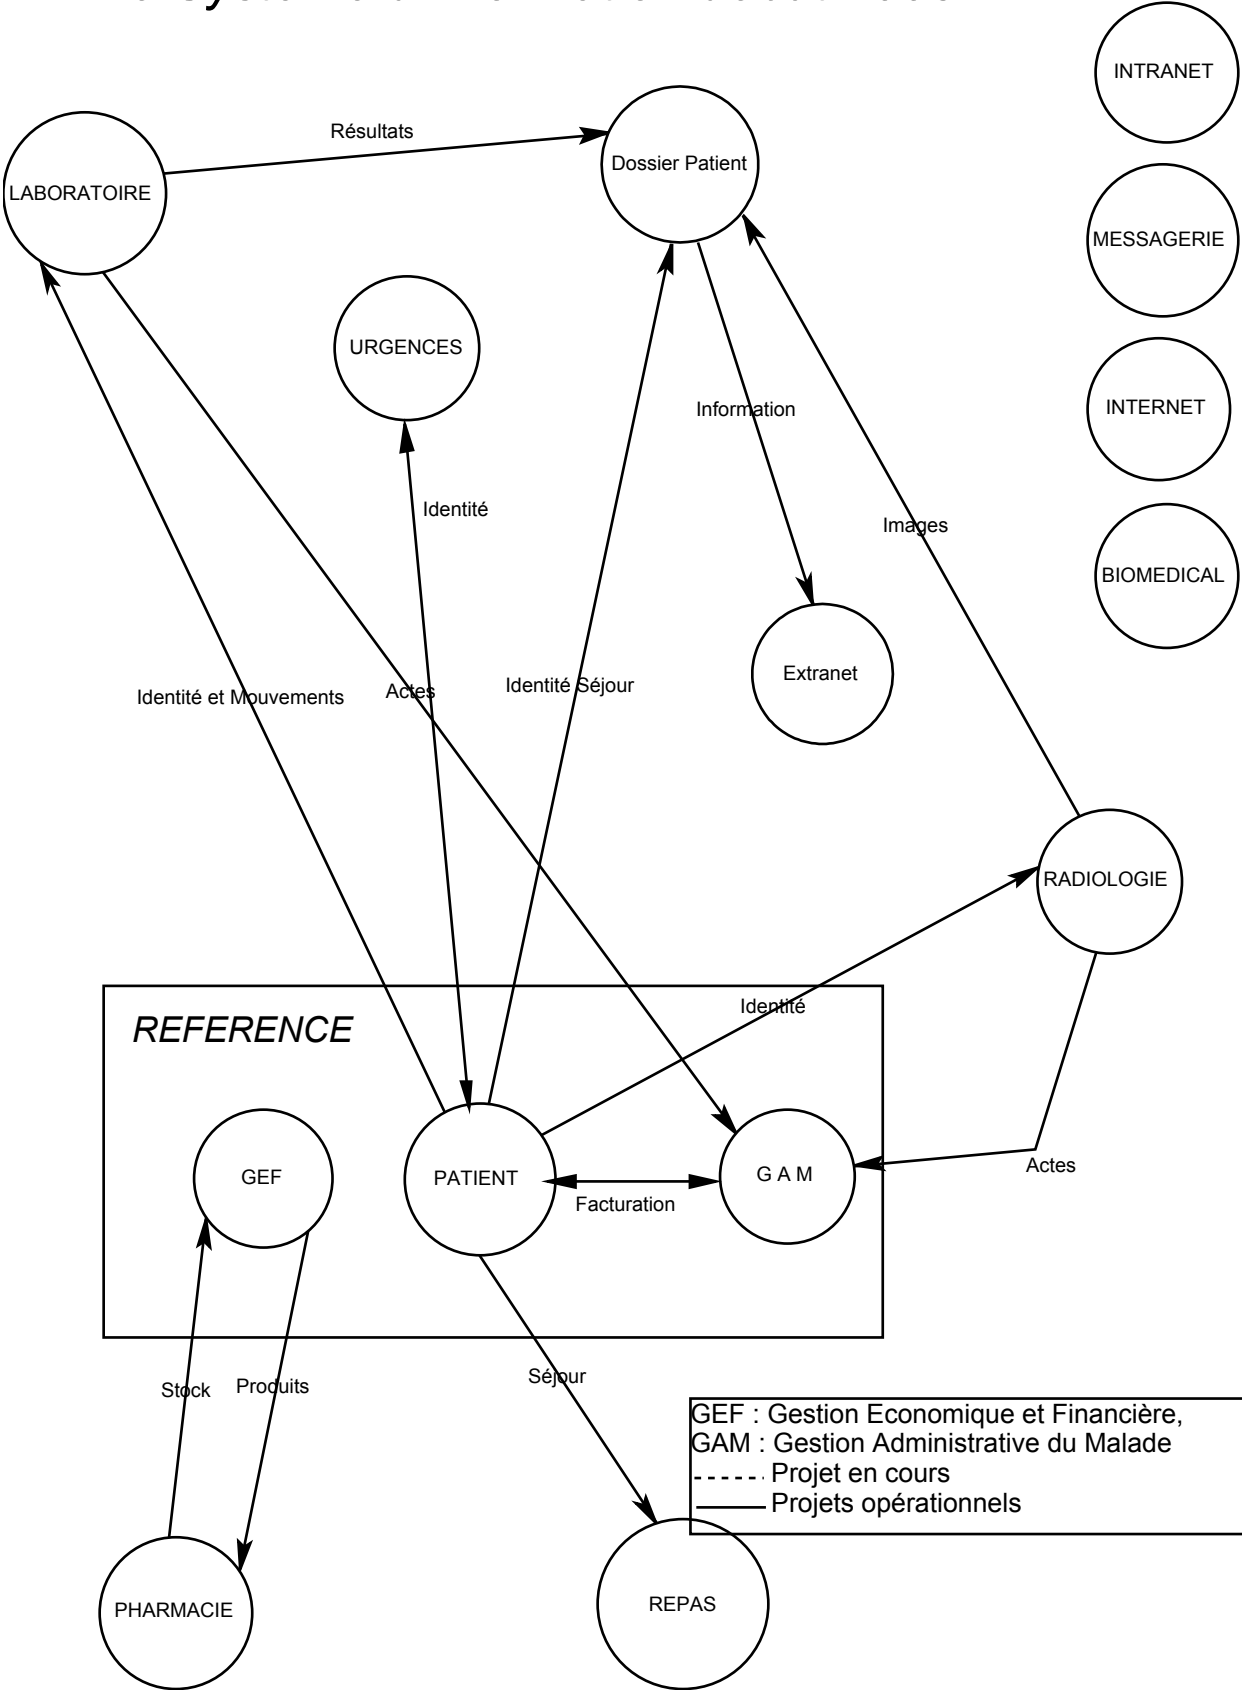 INTRANET
Résultats
Dossier Patient
LABORATOIRE
MESSAGERIE
URGENCES
Information
INTERNET
Identité
Images
BIOMEDICAL
Identité et Mouvements
Actes
Identité Séjour
Extranet
RADIOLOGIE
Identité
REFERENCE
GEF
PATIENT
G A M
Actes
Facturation
Stock
Produits
Séjour
GEF : Gestion Economique et Financière,
GAM : Gestion Administrative du Malade
Projet en cours
Projets opérationnels
PHARMACIE
REPAS